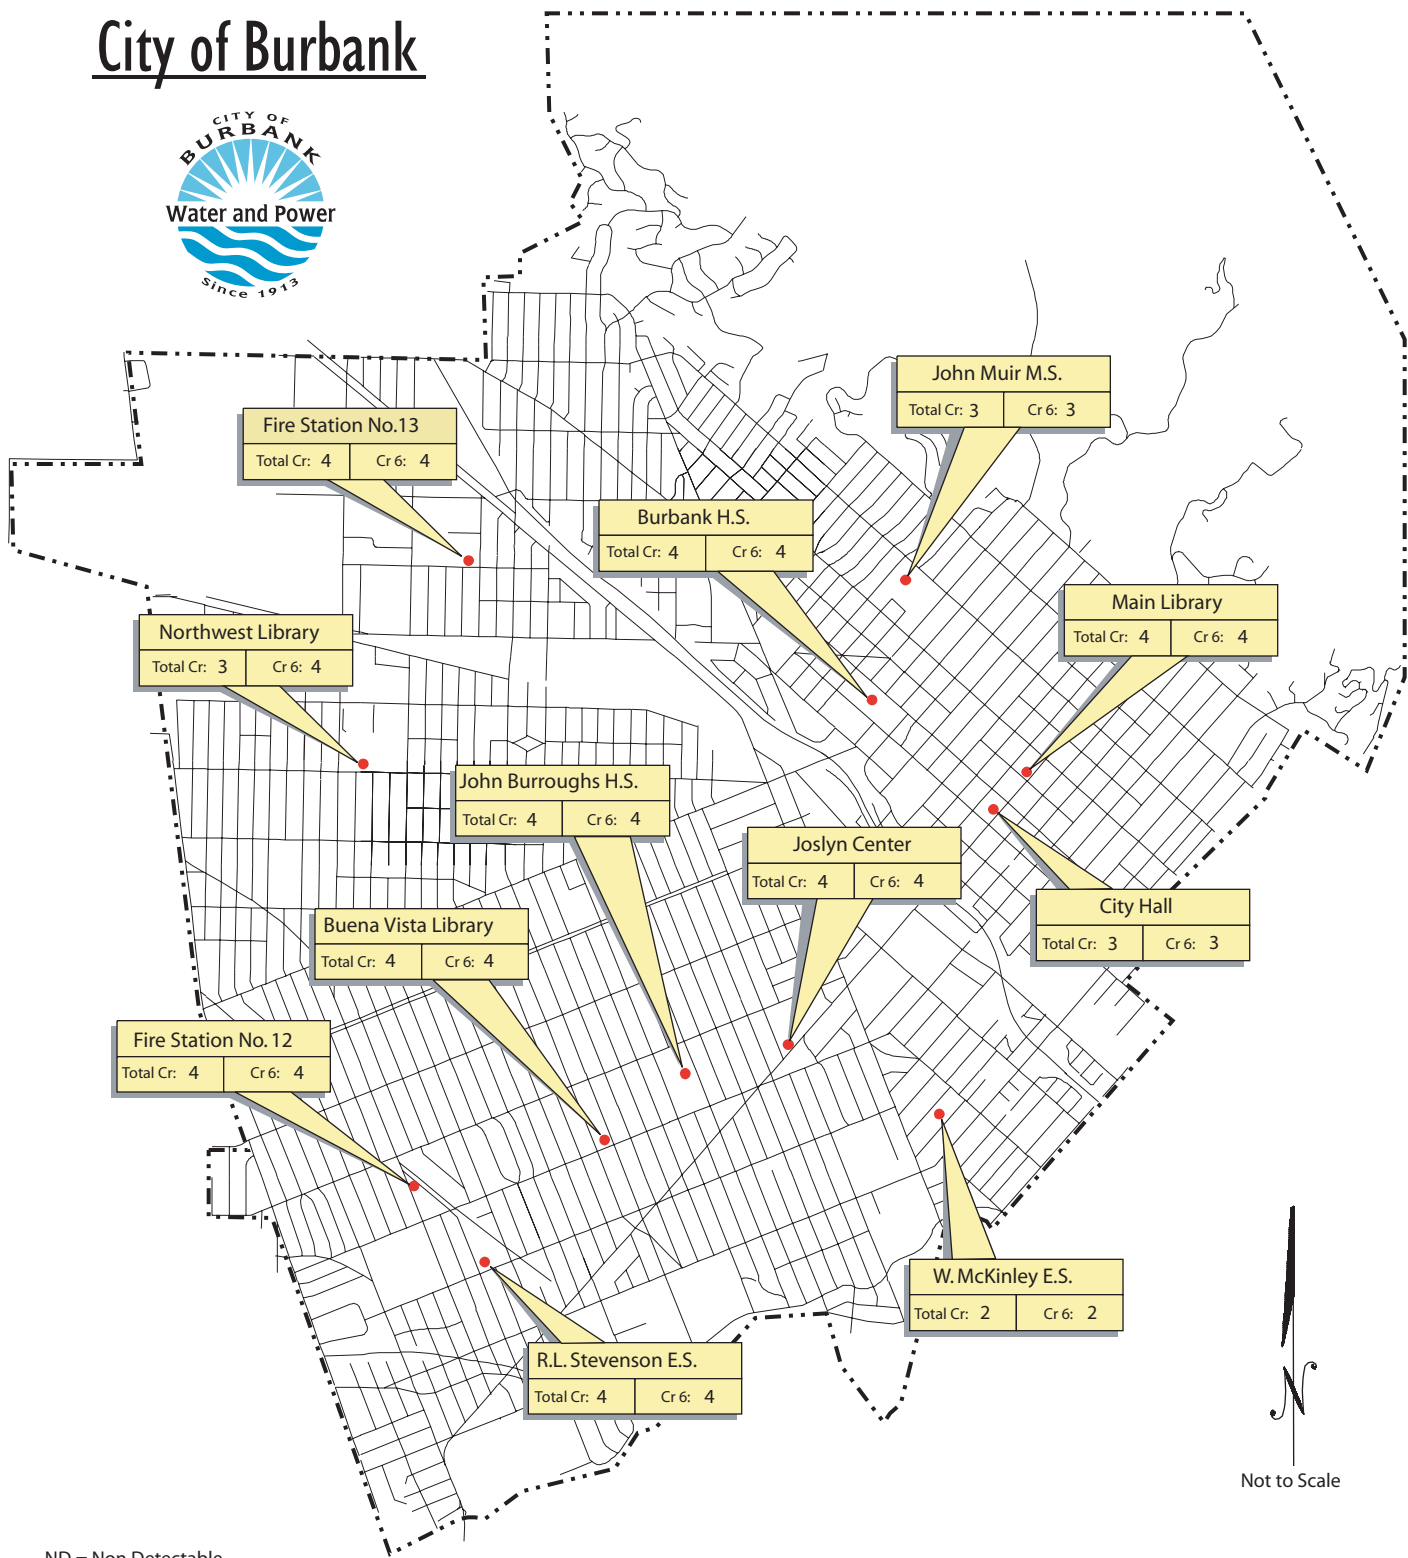 City of Burbank
CITY OF
BURBANK
Water and Power
Since 1913
John Muir M.S.
Total Cr: 3 Cr 6: 3
Fire Station No.13
Total Cr: 4 Cr 6: 4
Burbank H.S.
Total Cr: 4 Cr 6: 4
Main Library
Total Cr: 4 Cr 6: 4
Northwest Library
Total Cr: 3 Cr 6: 4
John Burroughs H.S.
Total Cr: 4 Cr 6: 4
Joslyn Center
Total Cr: 4 Cr 6: 4
City Hall
Total Cr: 3 Cr 6: 3
Buena Vista Library
Total Cr: 4 Cr 6: 4
Fire Station No. 12
Total Cr: 4 Cr 6: 4
W. McKinley E.S.
Total Cr: 2 Cr 6: 2
R.L. Stevenson E.S.
Total Cr: 4 Cr 6: 4
N
Not to Scale
ND = Non Detectable